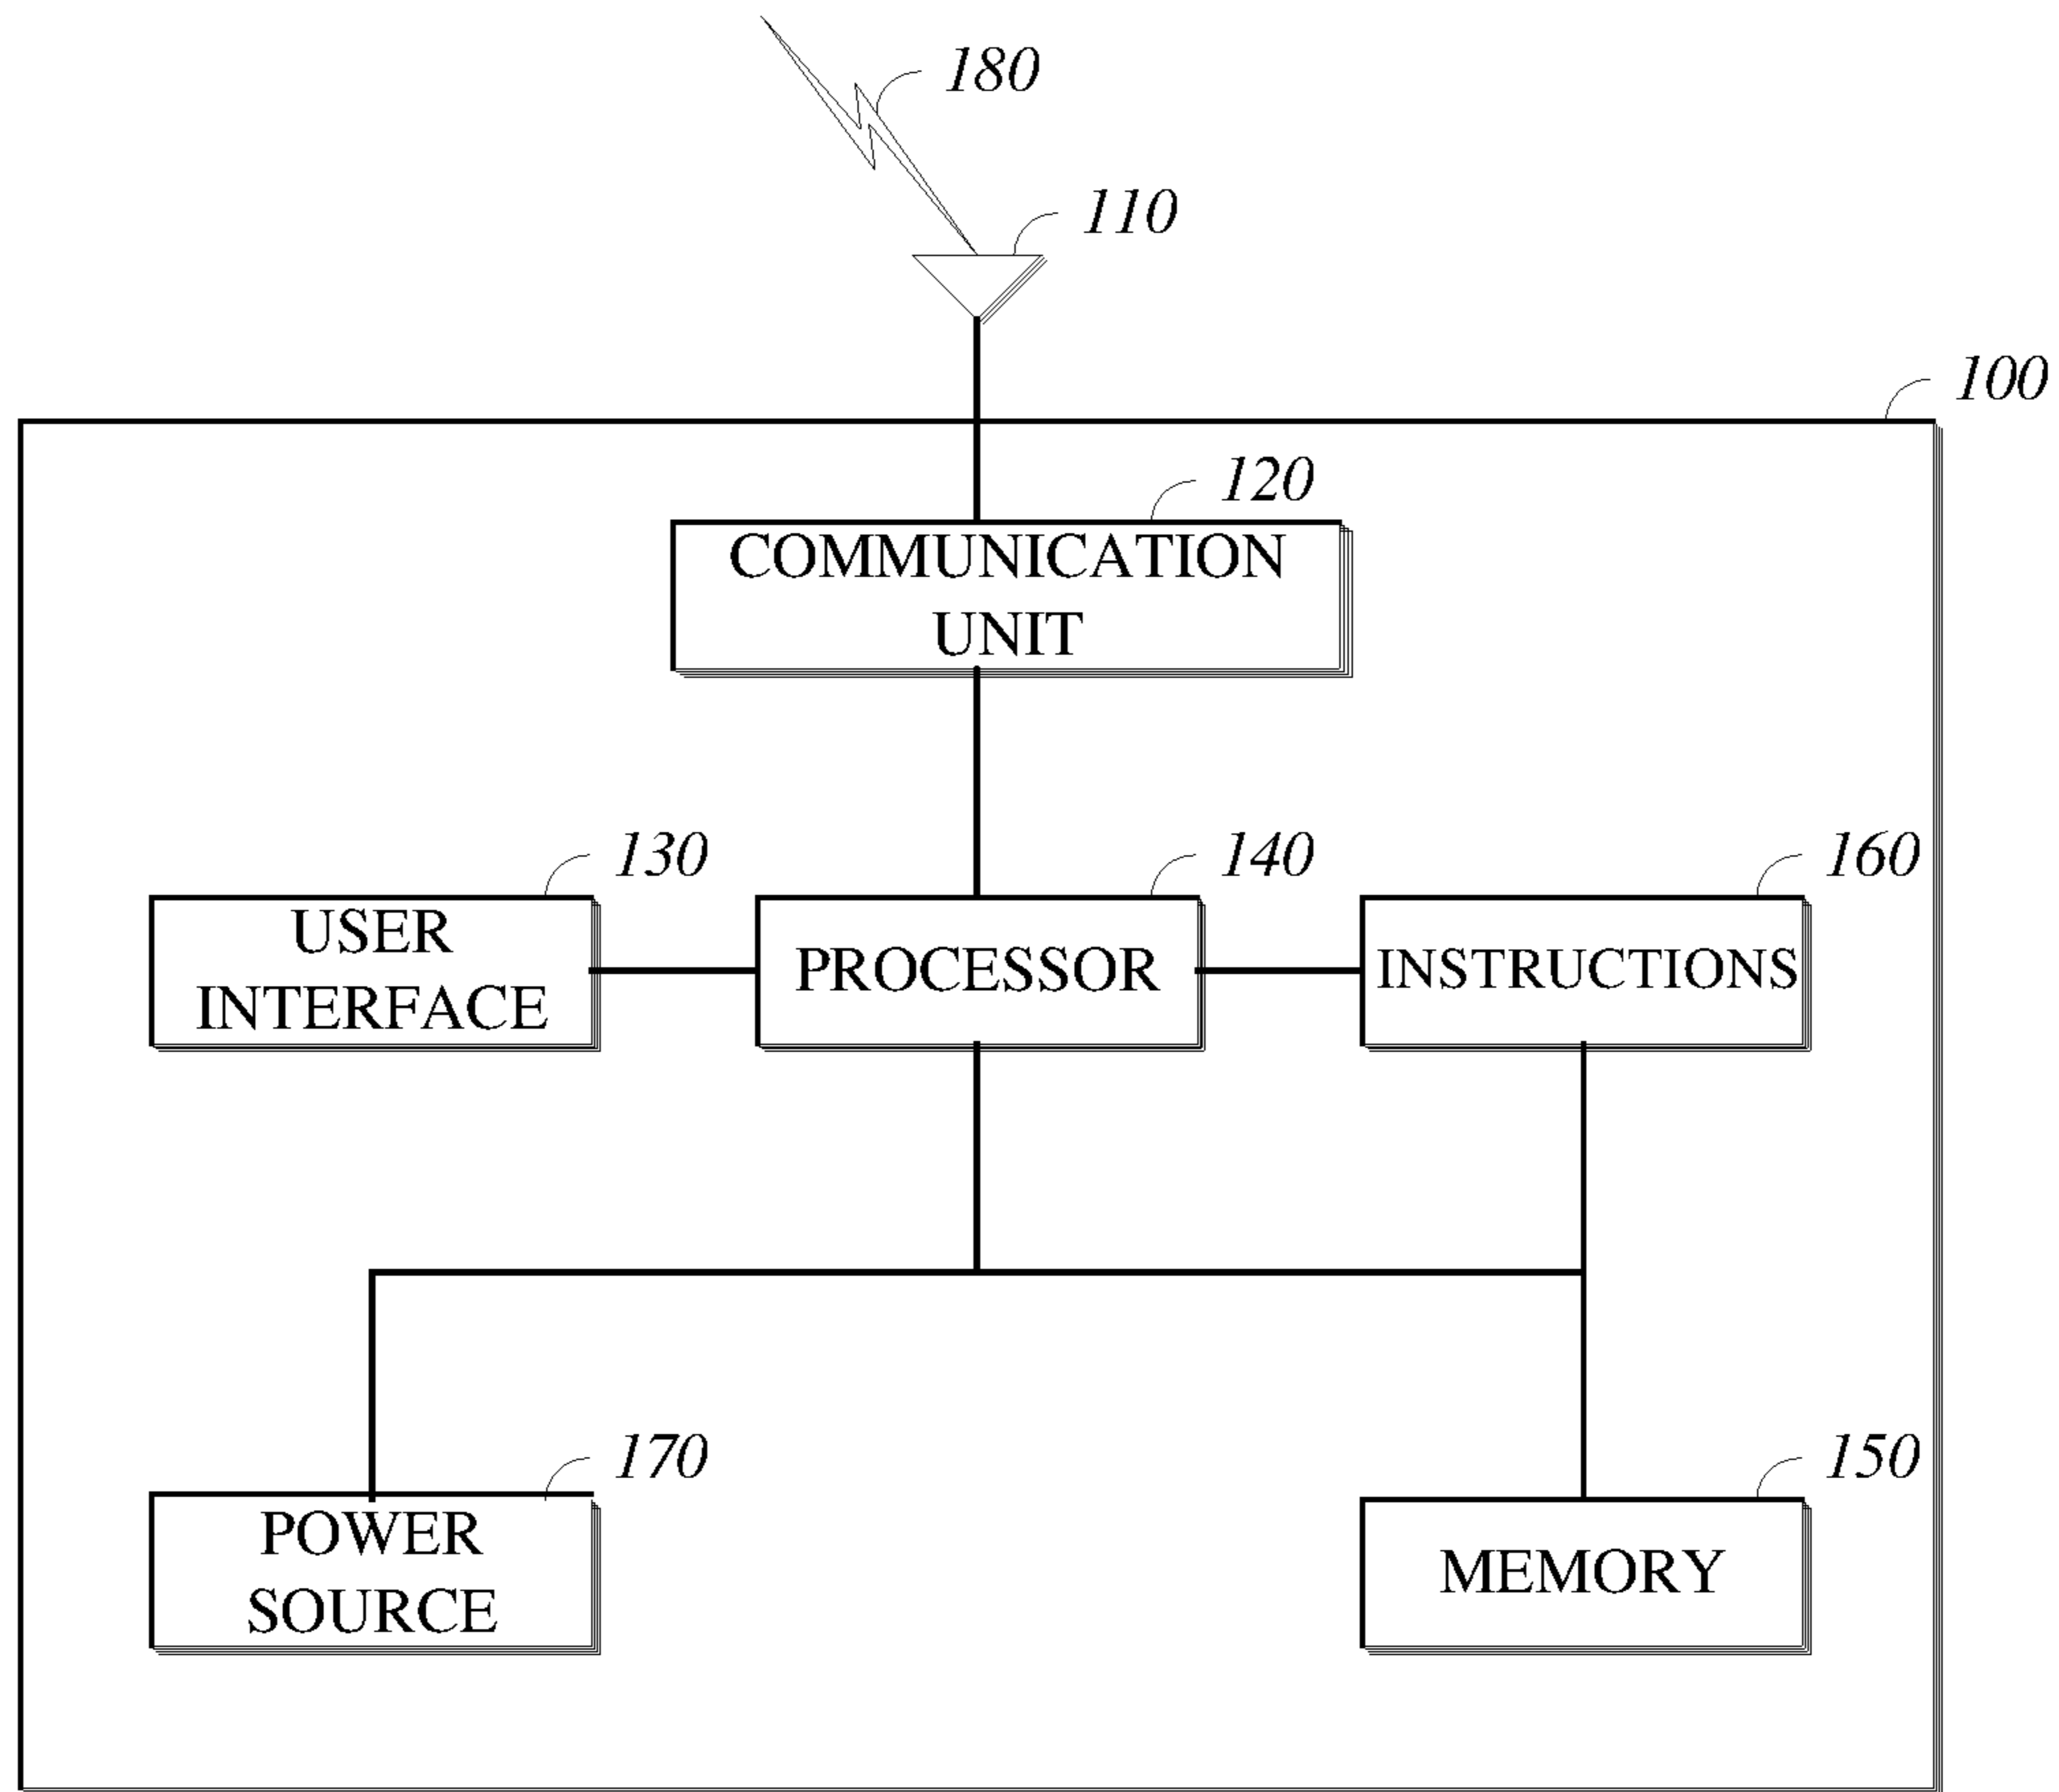 180
110
100
120
COMMUNICATION
UNIT
130
140
160
USER
INTERFACE
PROCESSOR
INSTRUCTIONS
170
150
POWER
SOURCE
MEMORY